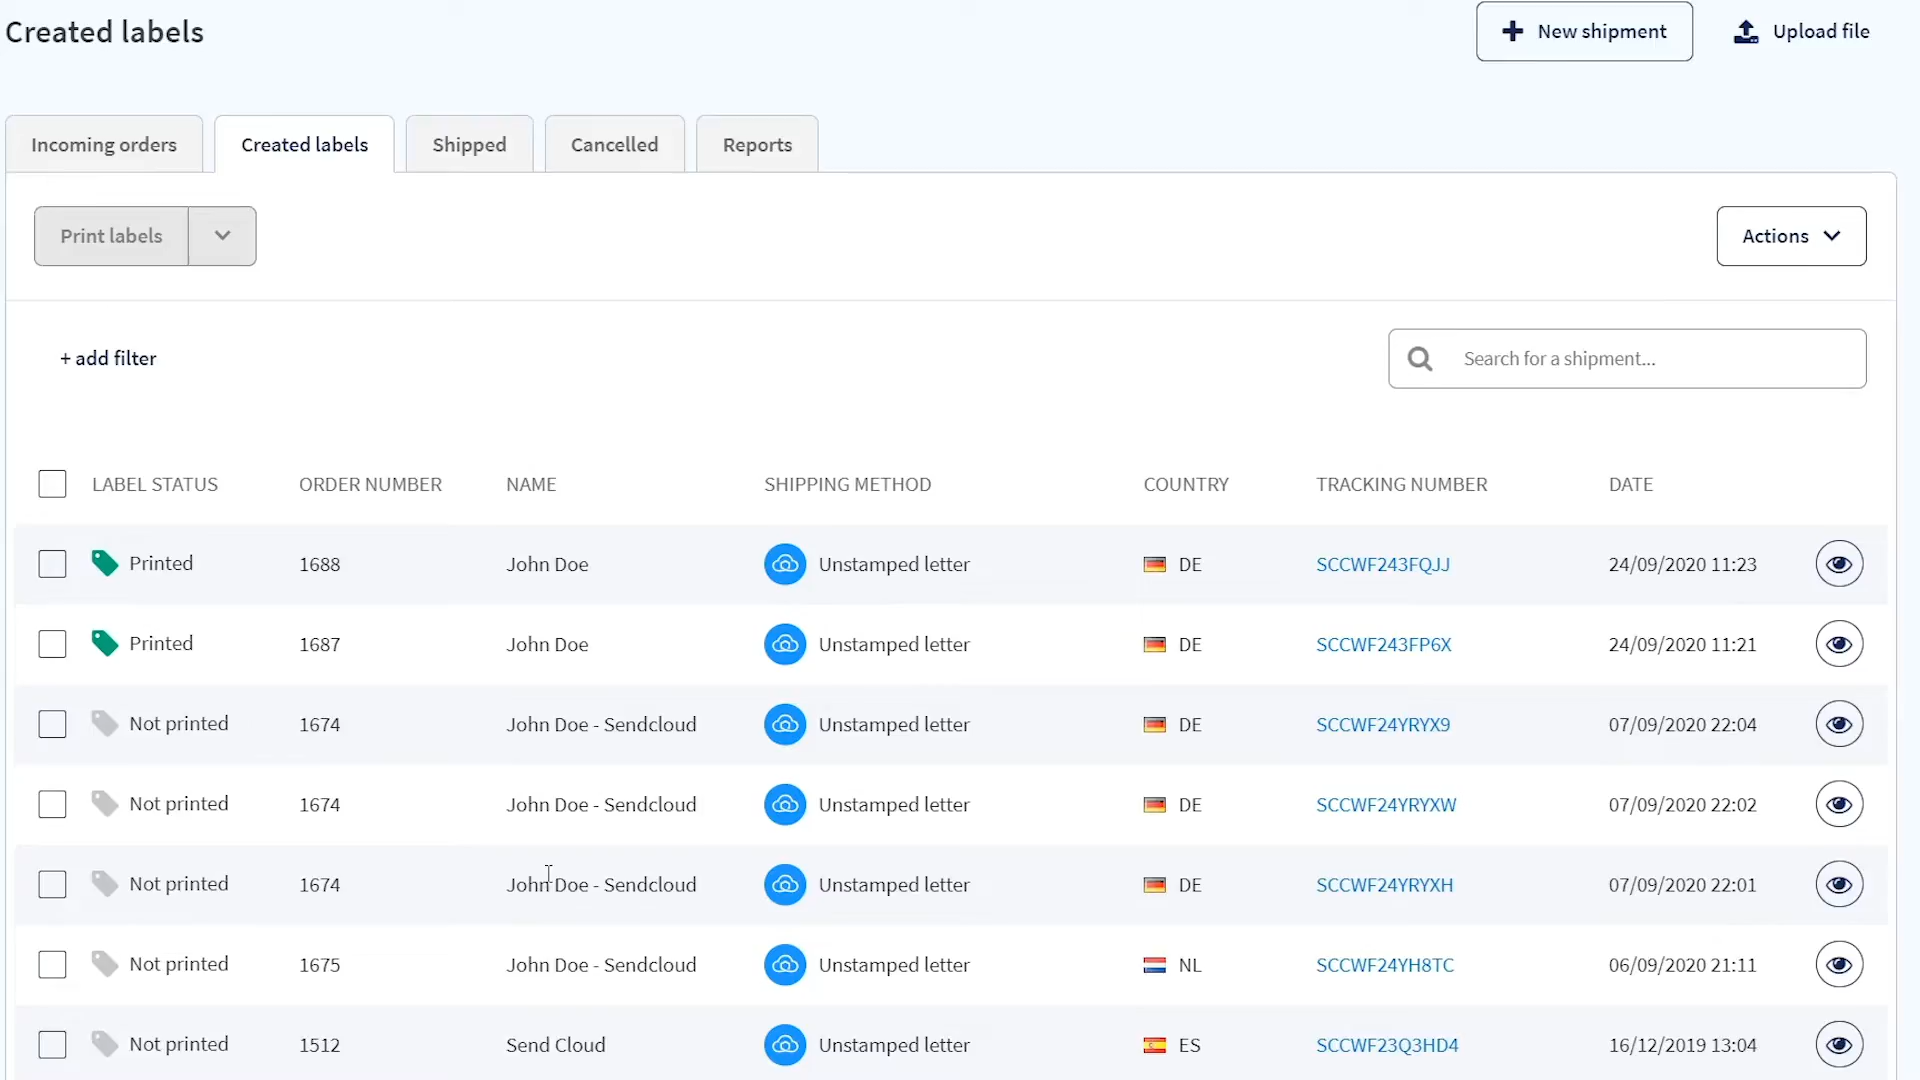 Created labels
New shipment
Upload file
Incoming orders
Created labels
Shipped
Cancelled
Reports
Print labels
Actions
+ add filter
Search for a shipment...
LABEL STATUS ORDER NUMBER NAME SHIPPING METHOD COUNTRY TRACKING NUMBER DATE
Printed 1688 John Doe Unstamped letter DE SCCWF243FQJJ 24/09/2020 11:23
Printed 1687 John Doe Unstamped letter DE SCCWF243FP6X 24/09/2020 11:21
Not printed 1674 John Doe - Sendcloud Unstamped letter DE SCCWF24YRYX9 07/09/2020 22:04
Not printed 1674 John Doe - Sendcloud Unstamped letter DE SCCWF24YRYXW 07/09/2020 22:02
Not printed 1674 John Doe - Sendcloud Unstamped letter DE SCCWF24YRYXH 07/09/2020 22:01
Not printed 1675 John Doe - Sendcloud Unstamped letter NL SCCWF24YH8TC 06/09/2020 21:11
Not printed 1512 Send Cloud Unstamped letter ES SCCWF23Q3HD4 16/12/2019 13:04